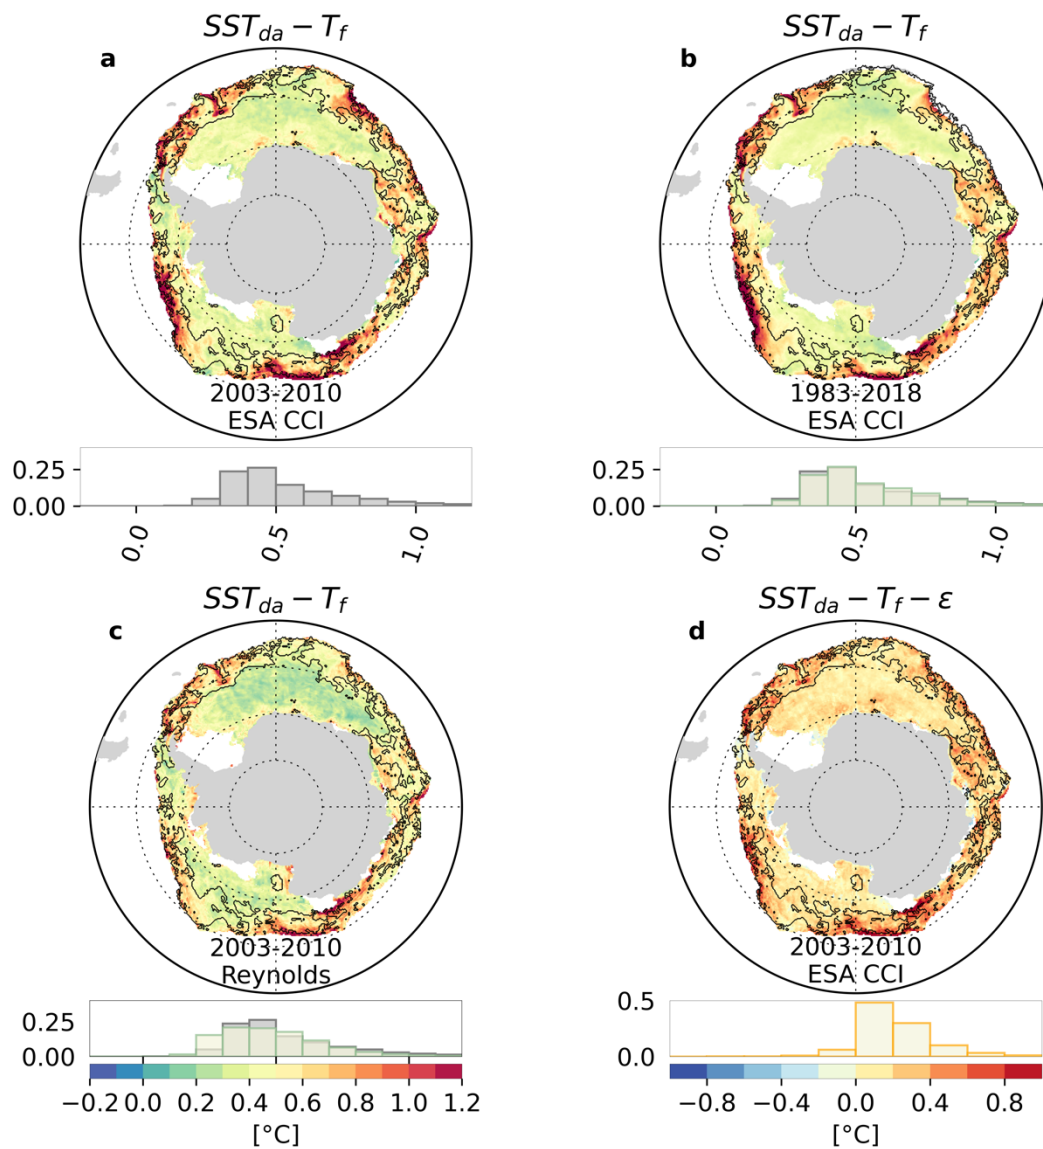 SST_da − T_f
SST_da − T_f
a
b
2003-2010
ESA CCI
1983-2018
ESA CCI
0.25
0.00
0.25
0.00
0.0
0.5
1.0
0.0
0.5
1.0
SST_da − T_f
SST_da − T_f − ε
c
d
2003-2010
Reynolds
2003-2010
ESA CCI
0.25
0.00
0.5
0.0
−0.2 0.0 0.2 0.4 0.6 0.8 1.0 1.2
−0.8 −0.4 0.0 0.4 0.8
[°C]
[°C]